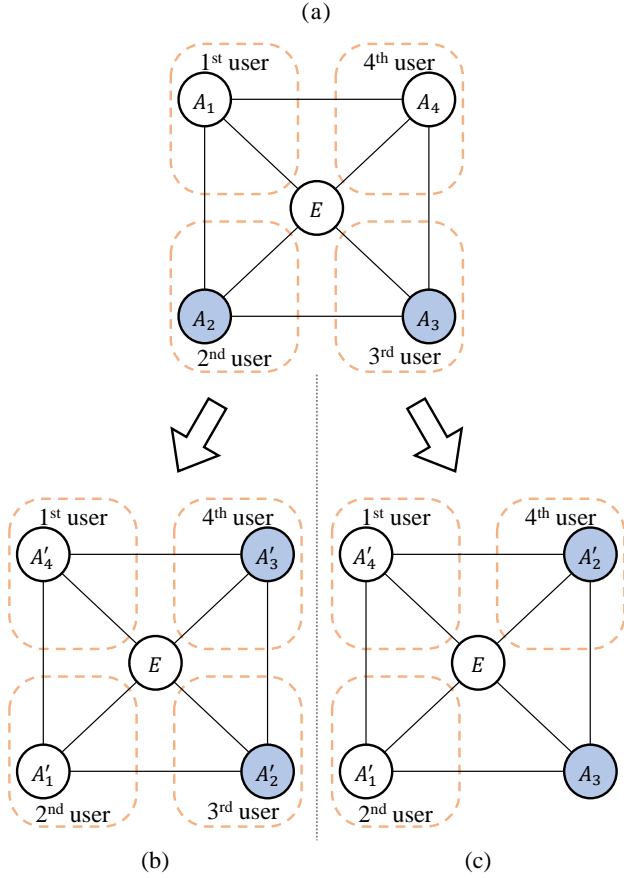 (a)
1st user
4th user
A1
A4
E
A2
A3
2nd user
3rd user
1st user
4th user
A′4
A′3
E
A′1
A′2
2nd user
3rd user
(b)
1st user
4th user
A′4
A′2
E
A′1
A3
2nd user
(c)